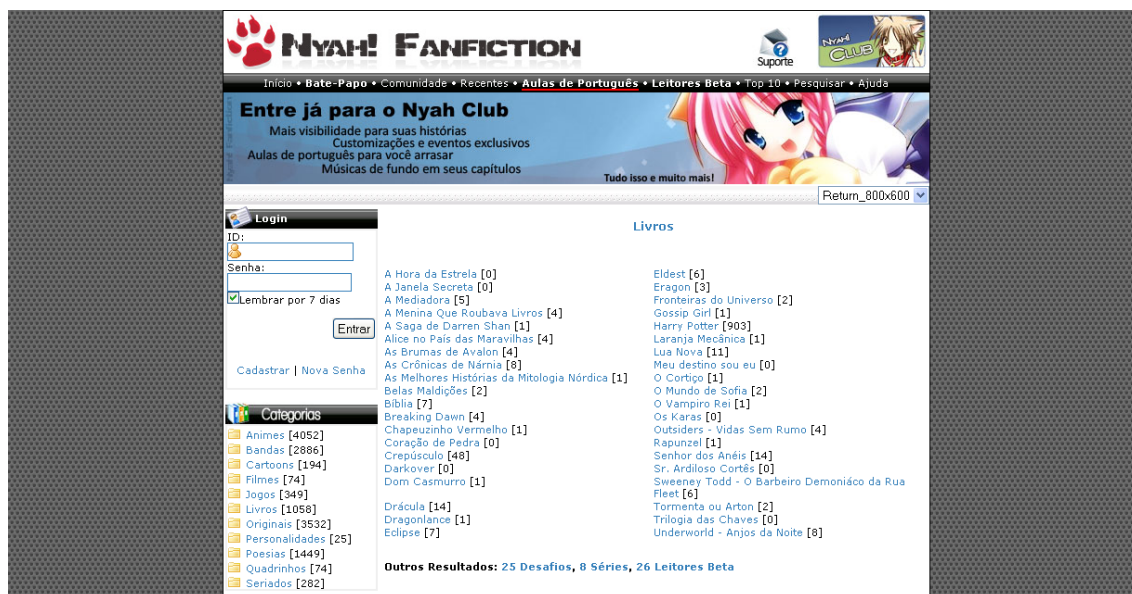 Nyah! Fanfiction
Suporte
NYAH!
CLUB
Início • Bate-Papo • Comunidade • Recentes • Aulas de Português • Leitores Beta • Top 10 • Pesquisar • Ajuda
Nyah! Fanfiction
Entre já para o Nyah Club
Mais visibilidade para suas histórias
Customizações e eventos exclusivos
Aulas de português para você arrasar
Músicas de fundo em seus capítulos
Tudo isso e muito mais!
Return_800x600
Login
ID:
Senha:
Lembrar por 7 dias
Entrar
Cadastrar | Nova Senha
Categorias
Animes [4052]
Bandas [2886]
Cartoons [194]
Filmes [74]
Jogos [349]
Livros [1058]
Originais [3532]
Personalidades [25]
Poesias [1449]
Quadrinhos [74]
Seriados [282]
Livros
A Hora da Estrela [0]
A Janela Secreta [0]
A Mediadora [5]
A Menina Que Roubava Livros [4]
A Saga de Darren Shan [1]
Alice no País das Maravilhas [4]
As Brumas de Avalon [4]
As Crônicas de Nárnia [8]
As Melhores Histórias da Mitologia Nórdica [1]
Belas Maldições [2]
Bíblia [7]
Breaking Dawn [4]
Chapeuzinho Vermelho [1]
Coração de Pedra [0]
Crepúsculo [48]
Darkover [0]
Dom Casmurro [1]
Drácula [14]
Dragonlance [1]
Eclipse [7]
Eldest [6]
Eragon [3]
Fronteiras do Universo [2]
Gossip Girl [1]
Harry Potter [903]
Laranja Mecânica [1]
Lua Nova [11]
Meu destino sou eu [0]
O Cortiço [1]
O Mundo de Sofia [2]
O Vampiro Rei [1]
Os Karas [0]
Outsiders - Vidas Sem Rumo [4]
Rapunzel [1]
Senhor dos Anéis [14]
Sr. Ardiloso Cortês [0]
Sweeney Todd - O Barbeiro Demoniáco da Rua
Fleet [6]
Tormenta ou Arton [2]
Trilogia das Chaves [0]
Underworld - Anjos da Noite [8]
Outros Resultados: 25 Desafios, 8 Séries, 26 Leitores Beta